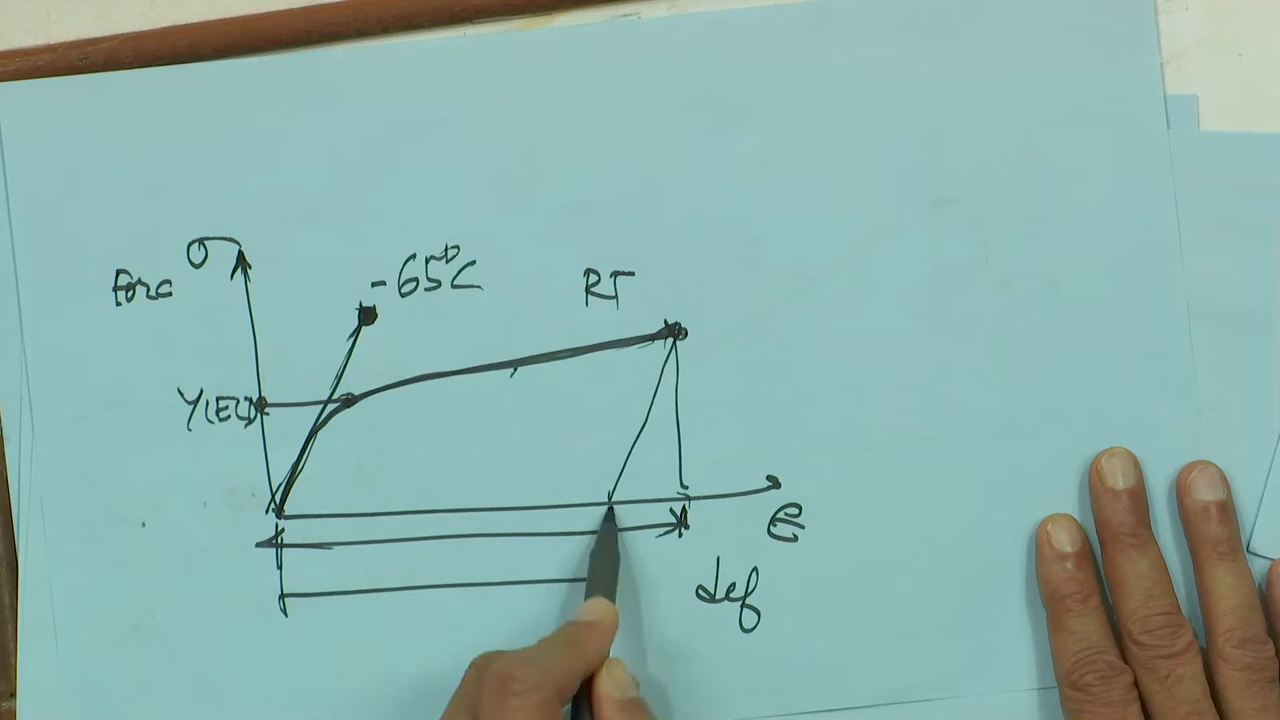 σ
-65°C
Forc
RT
YIELD
def